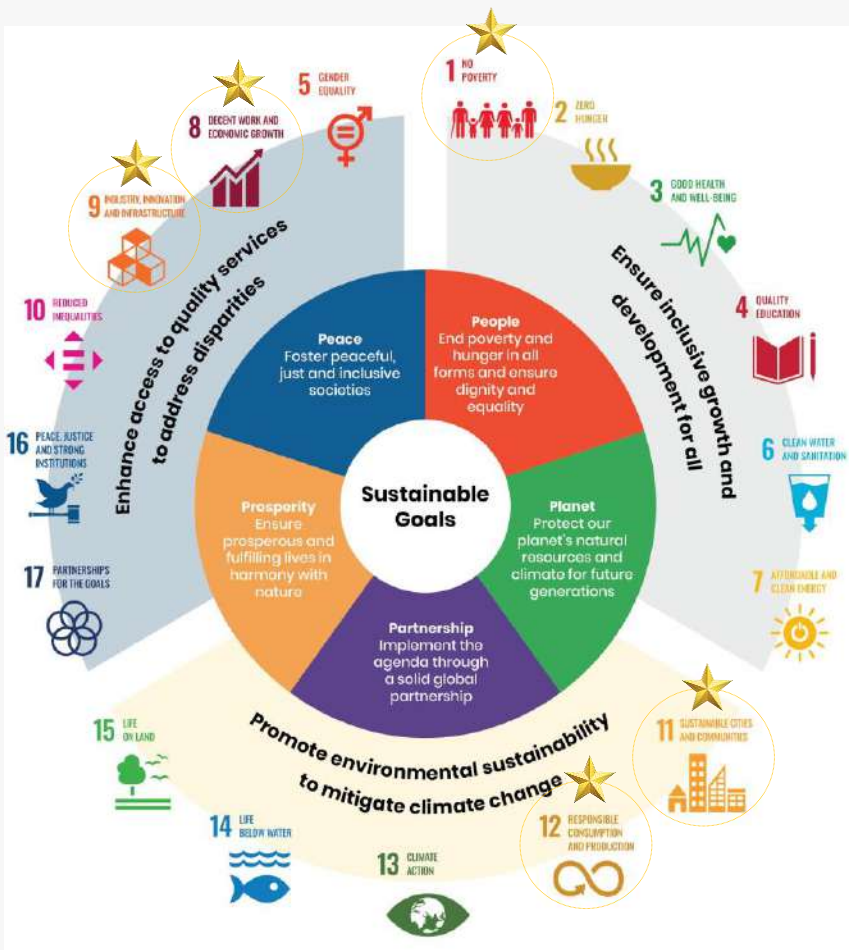 1 NO
POVERTY
2 ZERO
HUNGER
3 GOOD HEALTH
AND WELL-BEING
4 QUALITY
EDUCATION
6 CLEAN WATER
AND SANITATION
7 AFFORDABLE AND
CLEAN ENERGY
Ensure inclusive growth and
development for all
11 SUSTAINABLE CITIES
AND COMMUNITIES
12 RESPONSIBLE
CONSUMPTION
AND PRODUCTION
13 CLIMATE
ACTION
14 LIFE
BELOW WATER
15 LIFE
ON LAND
Promote environmental sustainability
to mitigate climate change
17 PARTNERSHIPS
FOR THE GOALS
16 PEACE, JUSTICE
AND STRONG
INSTITUTIONS
10 REDUCED
INEQUALITIES
9 INDUSTRY, INNOVATION
AND INFRASTRUCTURE
8 DECENT WORK AND
ECONOMIC GROWTH
5 GENDER
EQUALITY
Enhance access to quality services
to address disparities
Peace
Foster peaceful,
just and inclusive
societies
People
End poverty and
hunger in all
forms and ensure
dignity and
equality
Planet
Protect our
planet's natural
resources and
climate for future
generations
Partnership
Implement the
agenda through
a solid global
partnership
Prosperity
Ensure
prosperous and
fulfilling lives in
harmony with
nature
Sustainable
Goals